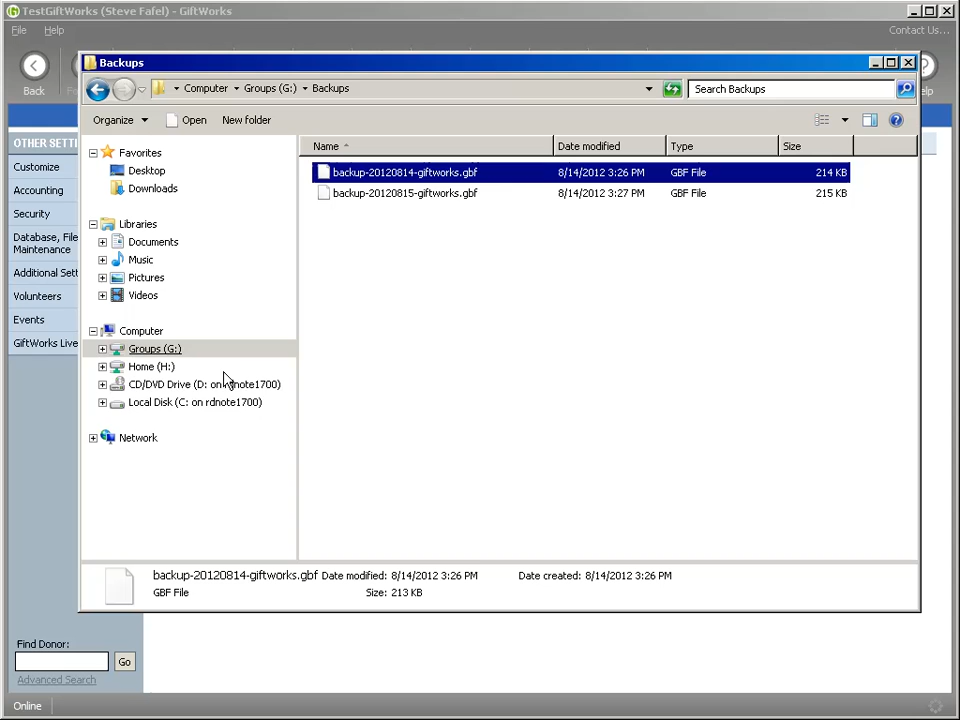 TestGiftWorks (Steve Fafel) - GiftWorks
File Help Contact Us...
Backups
Back
Computer Groups (G:) Backups Search Backups
Organize Open New folder
OTHER SETTI
Customize
Accounting
Security
Database, File
Maintenance
Additional Sett
Volunteers
Events
GiftWorks Live
Favorites
Desktop
Downloads
Libraries
Documents
Music
Pictures
Videos
Computer
Groups (G:)
Home (H:)
CD/DVD Drive (D: on rdnote1700)
Local Disk (C: on rdnote1700)
Network
Name Date modified Type Size
backup-20120814-giftworks.gbf 8/14/2012 3:26 PM GBF File 214 KB
backup-20120815-giftworks.gbf 8/14/2012 3:27 PM GBF File 215 KB
backup-20120814-giftworks.gbf Date modified: 8/14/2012 3:26 PM Date created: 8/14/2012 3:26 PM
GBF File Size: 213 KB
Find Donor:
Go
Advanced Search
Online